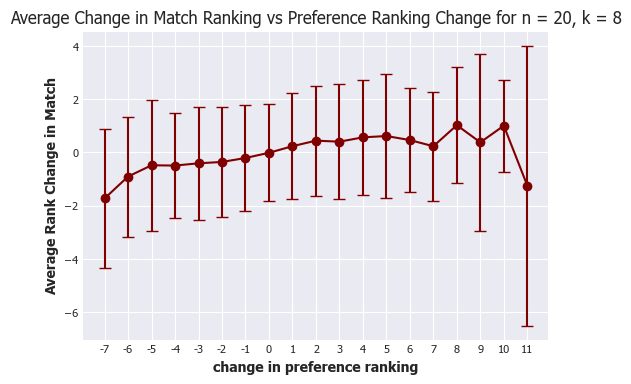 Average Change in Match Ranking vs Preference Ranking Change for n = 20, k = 8
Average Rank Change in Match
4
2
0
−2
−4
−6
-7 -6 -5 -4 -3 -2 -1 0 1 2 3 4 5 6 7 8 9 10 11
change in preference ranking